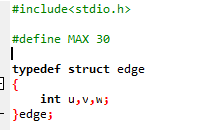 #include<stdio.h>
#define MAX 30
typedef struct edge
{
    int u,v,w;
}edge;